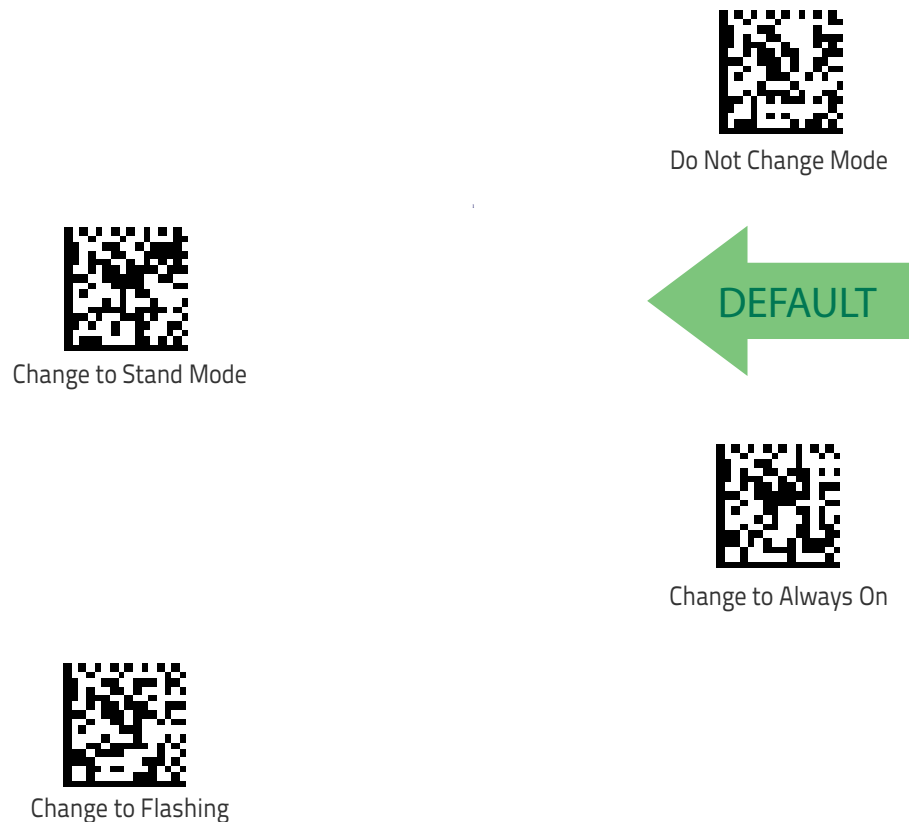 Do Not Change Mode
DEFAULT
Change to Stand Mode
Change to Always On
Change to Flashing